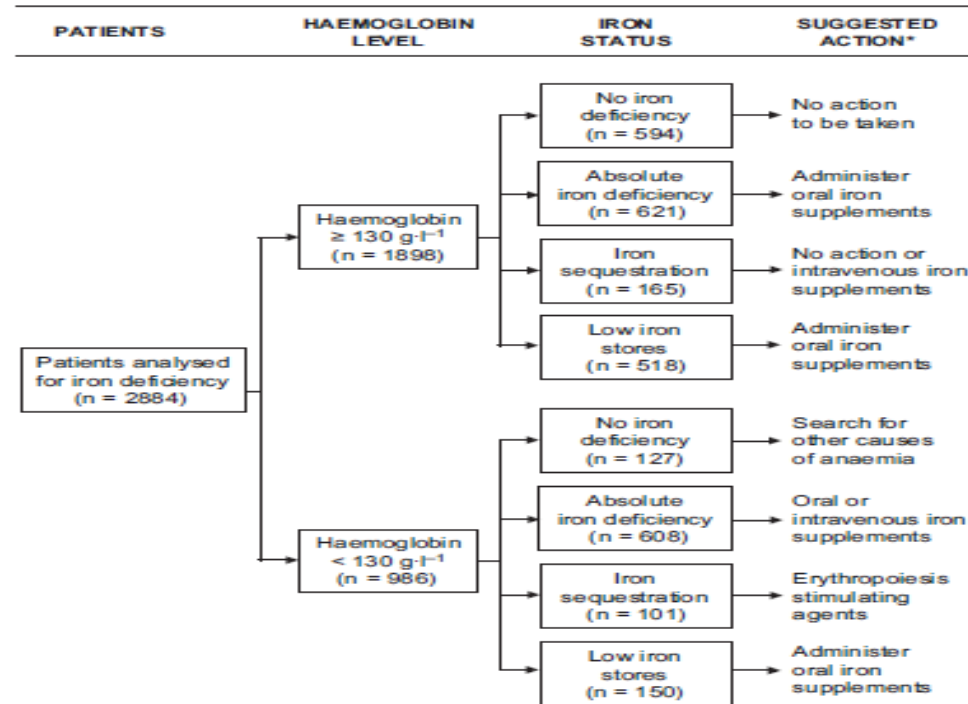 PATIENTS
HAEMOGLOBIN
LEVEL
IRON
STATUS
SUGGESTED
ACTION*
Patients analysed
for iron deficiency
(n = 2884)
Haemoglobin
≥ 130 g·l⁻¹
(n = 1898)
No iron
deficiency
(n = 594)
No action
to be taken
Absolute
iron deficiency
(n = 621)
Administer
oral iron
supplements
Iron
sequestration
(n = 165)
No action or
intravenous iron
supplements
Low iron
stores
(n = 518)
Administer
oral iron
supplements
Haemoglobin
< 130 g·l⁻¹
(n = 986)
No iron
deficiency
(n = 127)
Search for
other causes
of anaemia
Absolute
iron deficiency
(n = 608)
Oral or
intravenous iron
supplements
Iron
sequestration
(n = 101)
Erythropoiesis
stimulating
agents
Low iron
stores
(n = 150)
Administer
oral iron
supplements